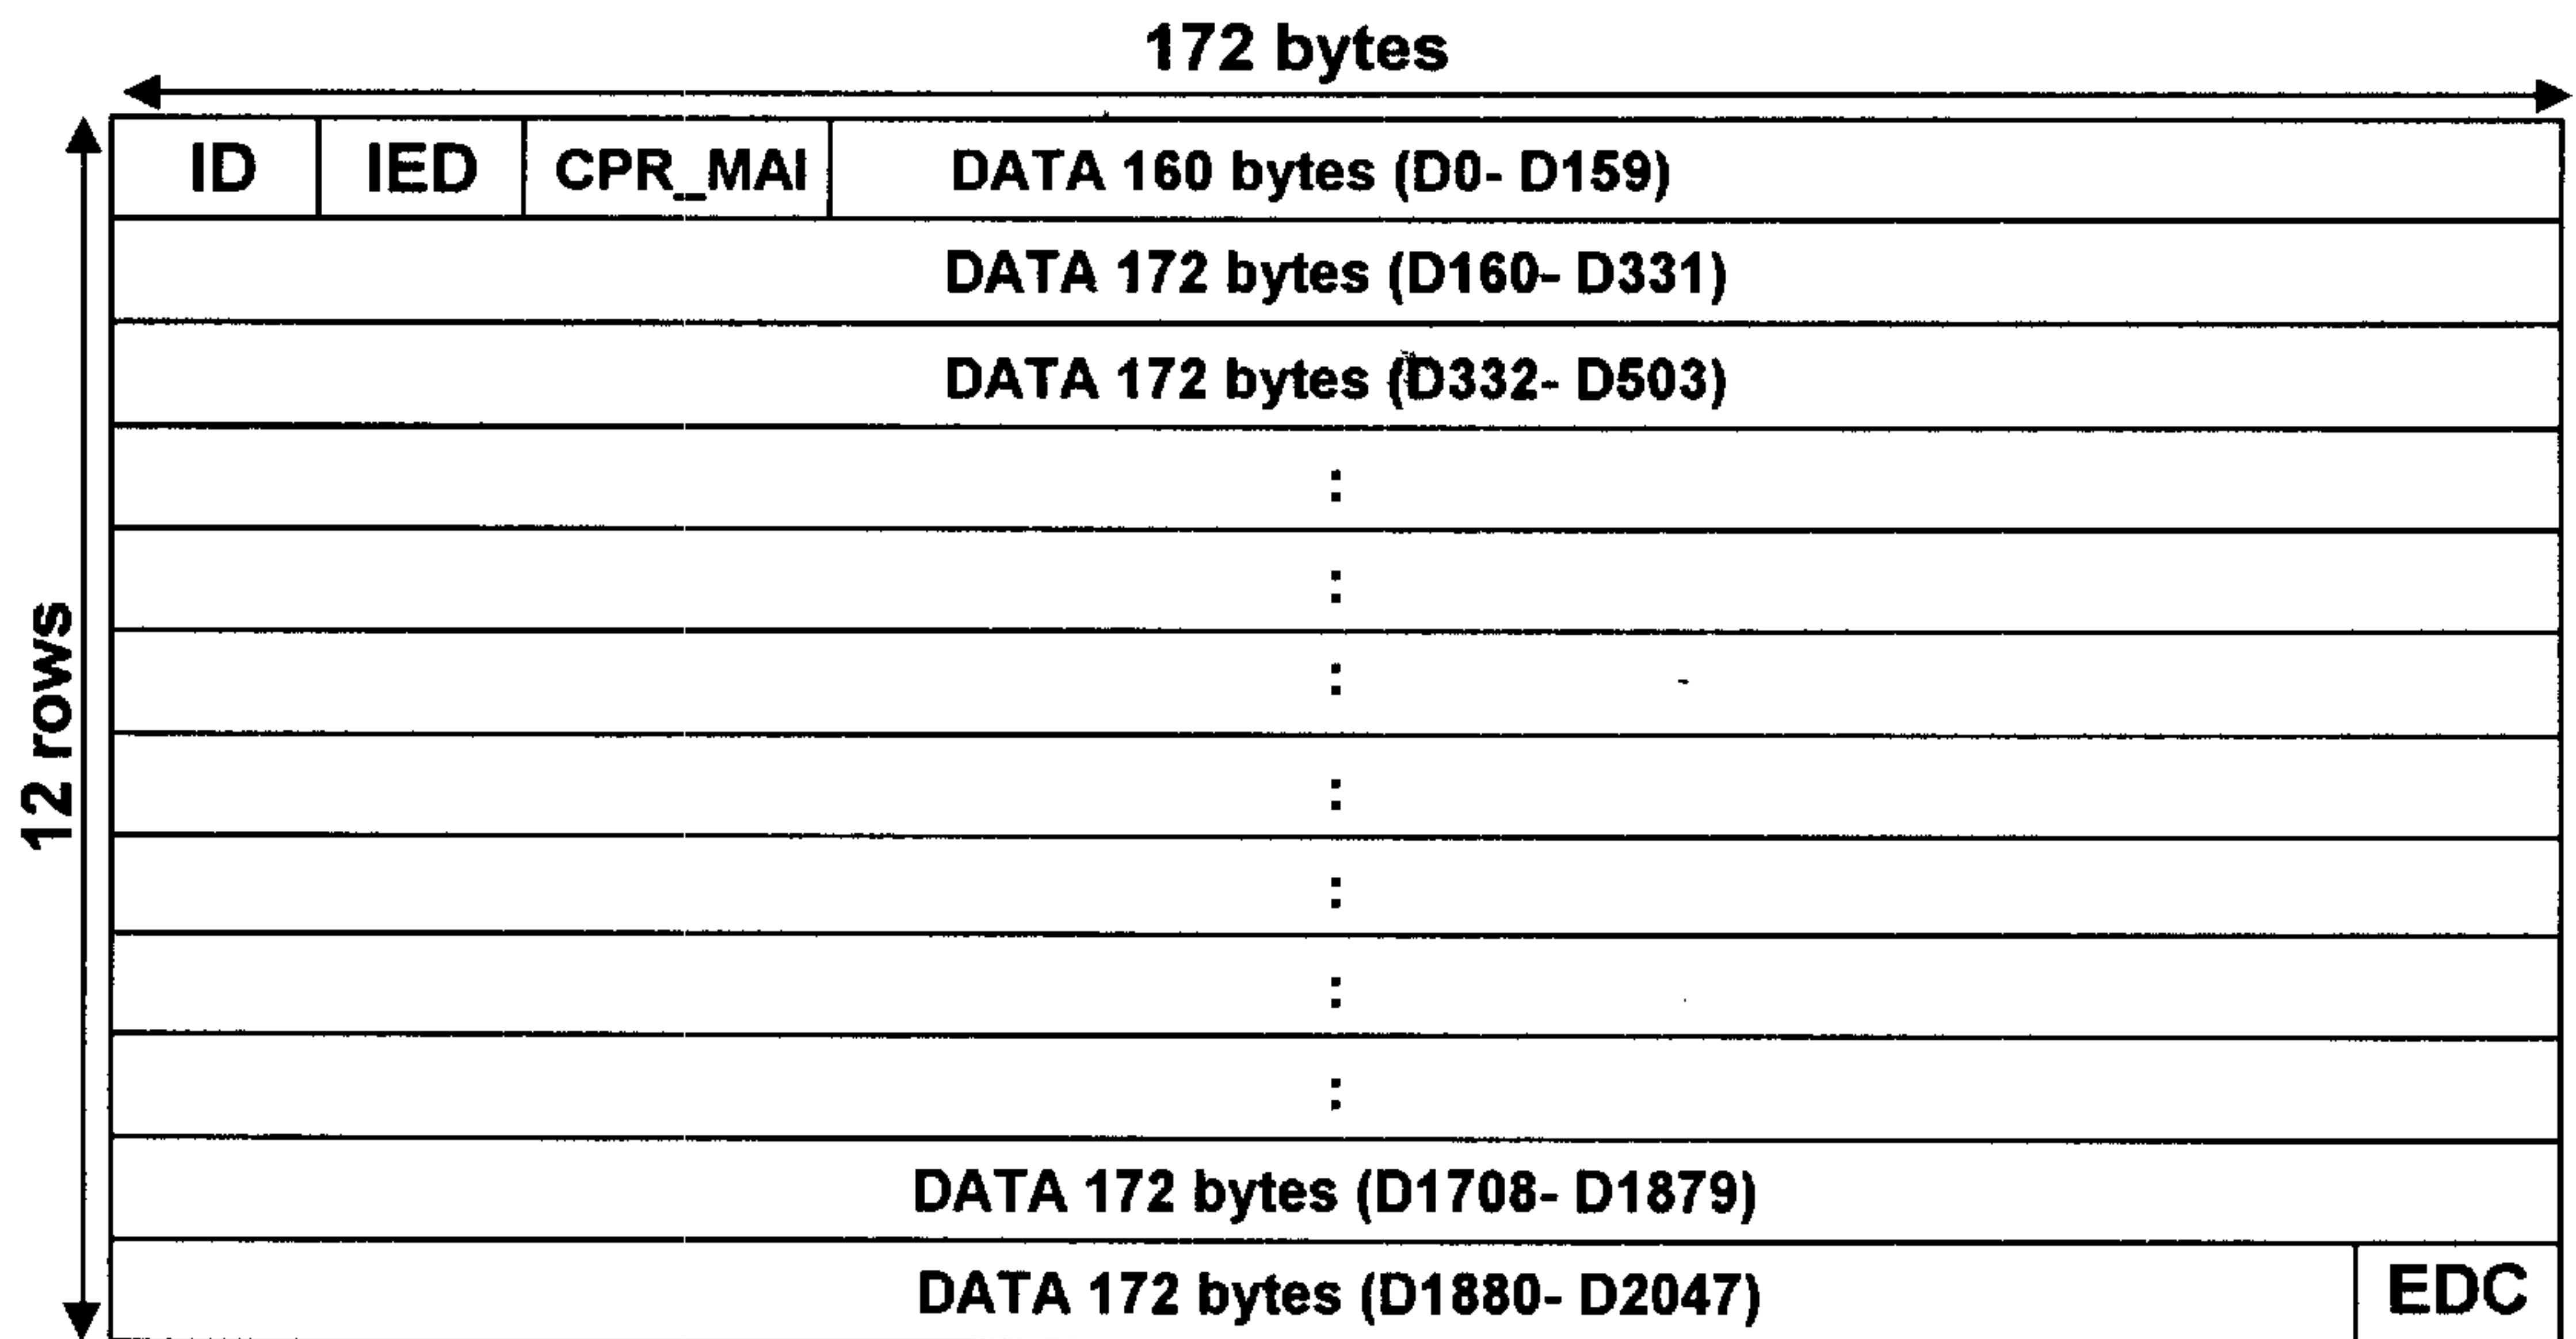 172 bytes
ID IED CPR_MAI DATA 160 bytes (D0- D159)
DATA 172 bytes (D160- D331)
DATA 172 bytes (D332- D503)
:
:
:
:
:
:
:
12 rows
DATA 172 bytes (D1708- D1879)
DATA 172 bytes (D1880- D2047) EDC